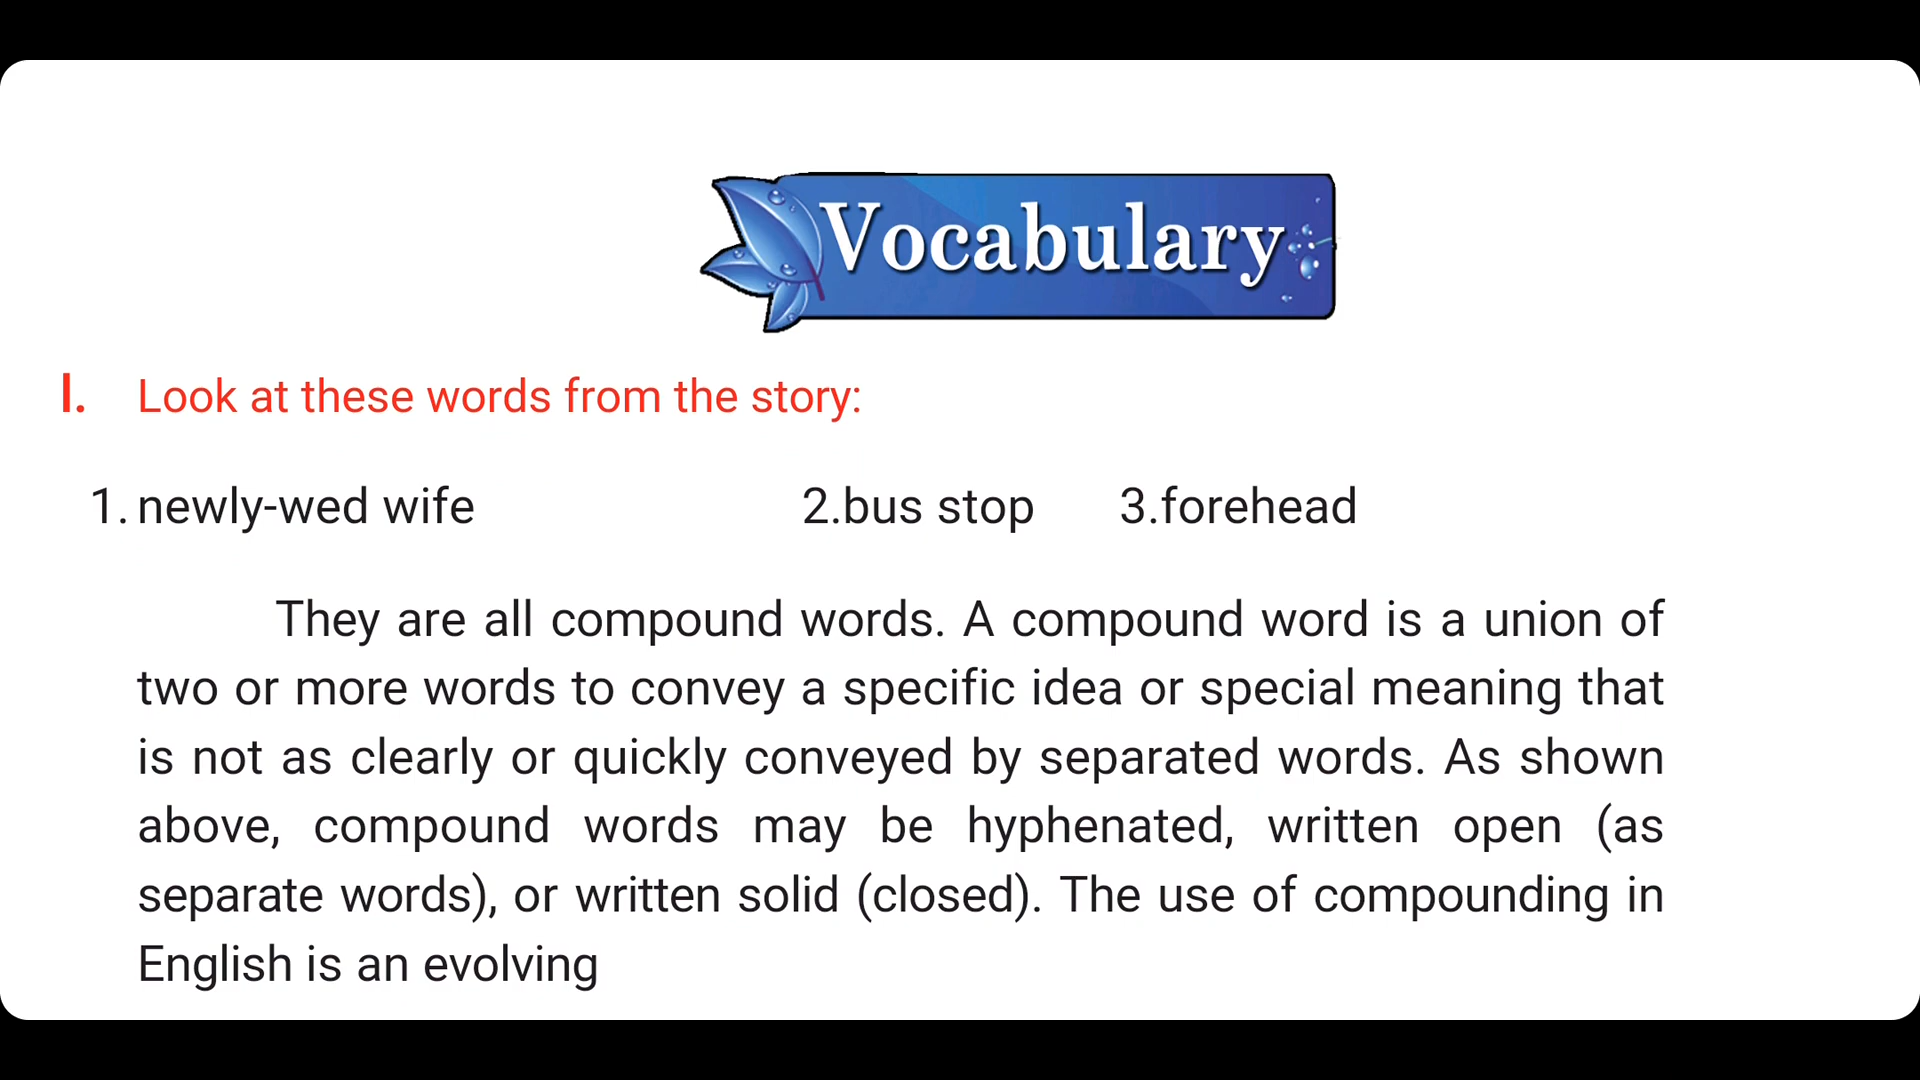 Vocabulary
I. Look at these words from the story:
1. newly-wed wife 2.bus stop 3.forehead
They are all compound words. A compound word is a union of
two or more words to convey a specific idea or special meaning that
is not as clearly or quickly conveyed by separated words. As shown
above, compound words may be hyphenated, written open (as
separate words), or written solid (closed). The use of compounding in
English is an evolving